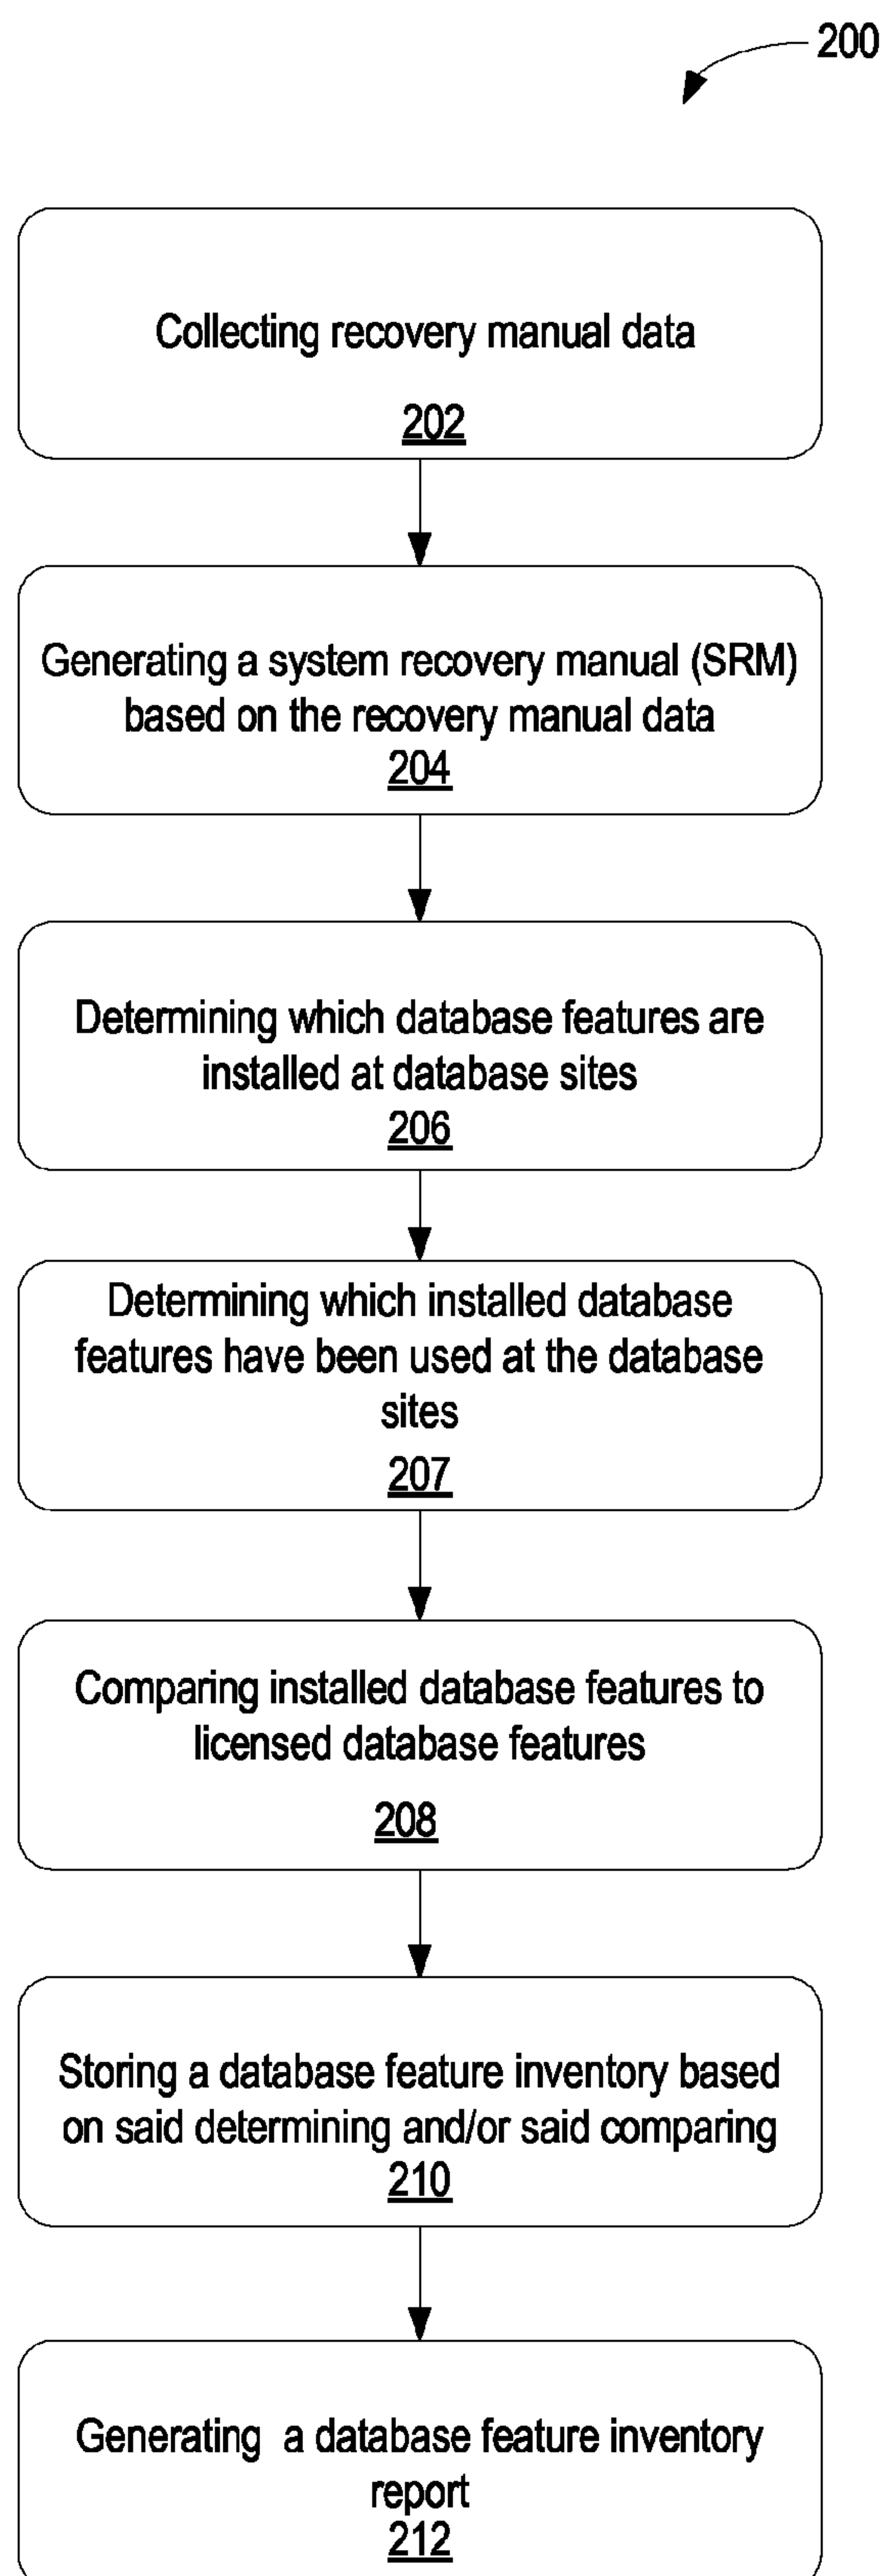 200
Collecting recovery manual data
202
Generating a system recovery manual (SRM)
based on the recovery manual data
204
Determining which database features are
installed at database sites
206
Determining which installed database
features have been used at the database
sites
207
Comparing installed database features to
licensed database features
208
Storing a database feature inventory based
on said determining and/or said comparing
210
Generating a database feature inventory
report
212